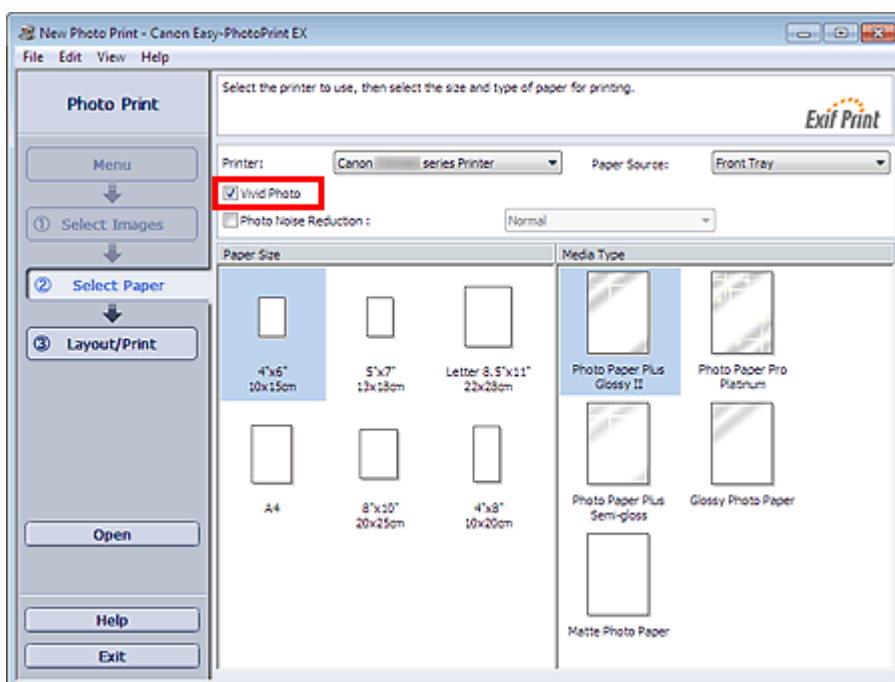 New Photo Print - Canon Easy-PhotoPrint EX
File Edit View Help
Photo Print
Select the printer to use, then select the size and type of paper for printing.
Exif Print
Menu
① Select Images
② Select Paper
③ Layout/Print
Open
Help
Exit
Printer:
Canon series Printer
Paper Source:
Front Tray
Vivid Photo
Photo Noise Reduction :
Normal
Paper Size
4"x6"
10x15cm
5"x7"
13x18cm
Letter 8.5"x11"
22x28cm
A4
8"x10"
20x25cm
4"x8"
10x20cm
Media Type
Photo Paper Plus
Glossy II
Photo Paper Pro
Platinum
Photo Paper Plus
Semi-gloss
Glossy Photo Paper
Matte Photo Paper